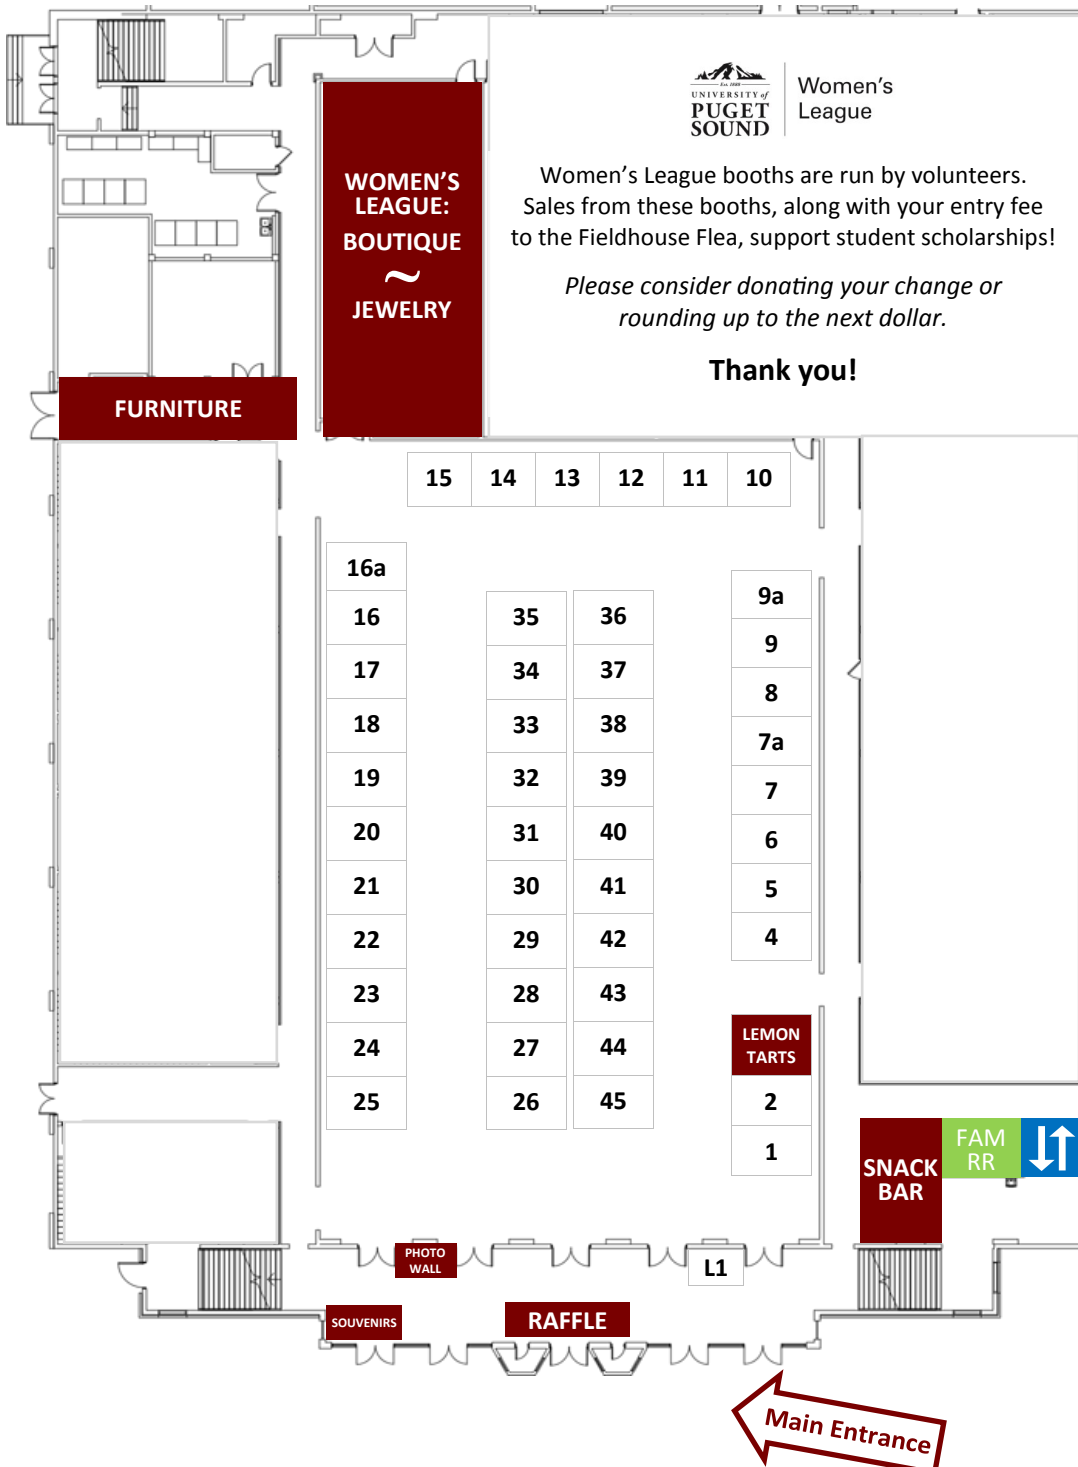 Est. 1888
UNIVERSITY of
PUGET
SOUND
Women's
League
Women's League booths are run by volunteers.
Sales from these booths, along with your entry fee
to the Fieldhouse Flea, support student scholarships!
Please consider donating your change or
rounding up to the next dollar.
Thank you!
WOMEN'S
LEAGUE:
BOUTIQUE
~
JEWELRY
FURNITURE
15 14 13 12 11 10
16a
16
17
18
19
20
21
22
23
24
25
35
34
33
32
31
30
29
28
27
26
36
37
38
39
40
41
42
43
44
45
9a
9
8
7a
7
6
5
4
LEMON
TARTS
2
1
SNACK
BAR
FAM
RR
PHOTO
WALL
L1
SOUVENIRS
RAFFLE
Main Entrance